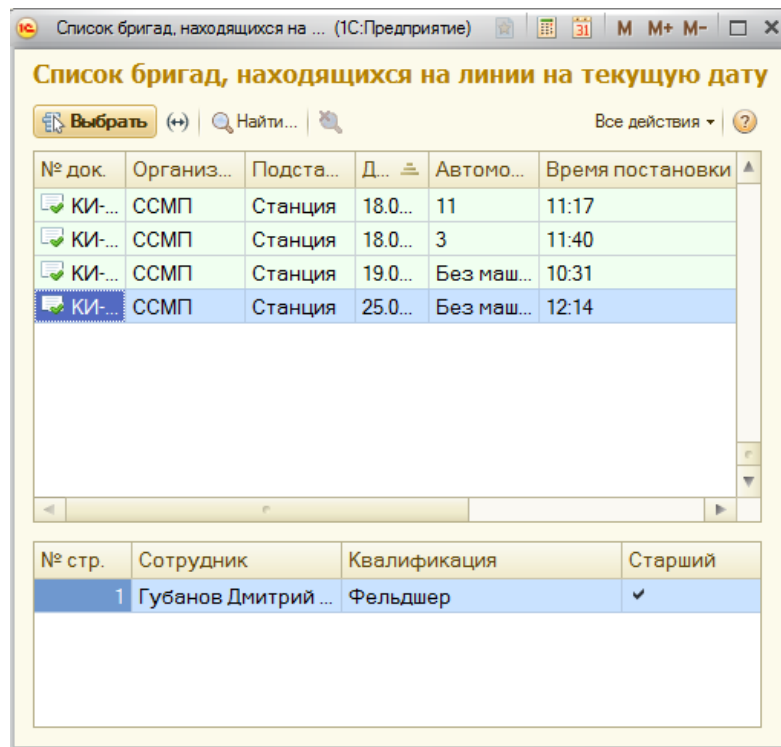 1С Список бригад, находящихся на ... (1С:Предприятие) 31 M M+ M-
Список бригад, находящихся на линии на текущую дату
Выбрать Найти... Все действия ?
№ док. Организ... Подста... Д... Автомо... Время постановки
КИ-... ССМП Станция 18.0... 11 11:17
КИ-... ССМП Станция 18.0... 3 11:40
КИ-... ССМП Станция 19.0... Без маш... 10:31
КИ-... ССМП Станция 25.0... Без маш... 12:14
№ стр. Сотрудник Квалификация Старший
1 Губанов Дмитрий ... Фельдшер